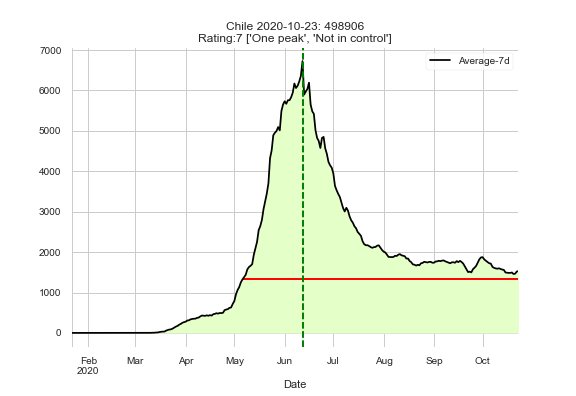 Chile 2020-10-23: 498906
Rating:7 ['One peak', 'Not in control']
Average-7d
7000
6000
5000
4000
3000
2000
1000
0
Feb Mar Apr May Jun Jul Aug Sep Oct
2020
Date